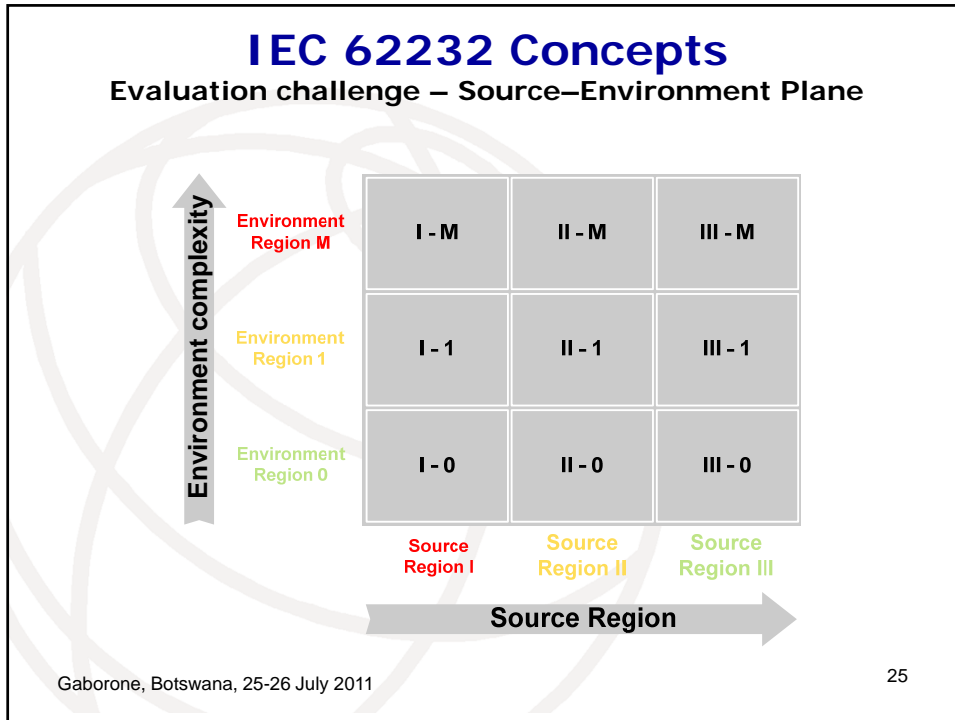 IEC 62232 Concepts
Evaluation challenge – Source–Environment Plane
Environment complexity
Environment
Region M
I - M
II - M
III - M
Environment
Region 1
I - 1
II - 1
III - 1
Environment
Region 0
I - 0
II - 0
III - 0
Source
Region I
Source
Region II
Source
Region III
Source Region
Gaborone, Botswana, 25-26 July 2011
25